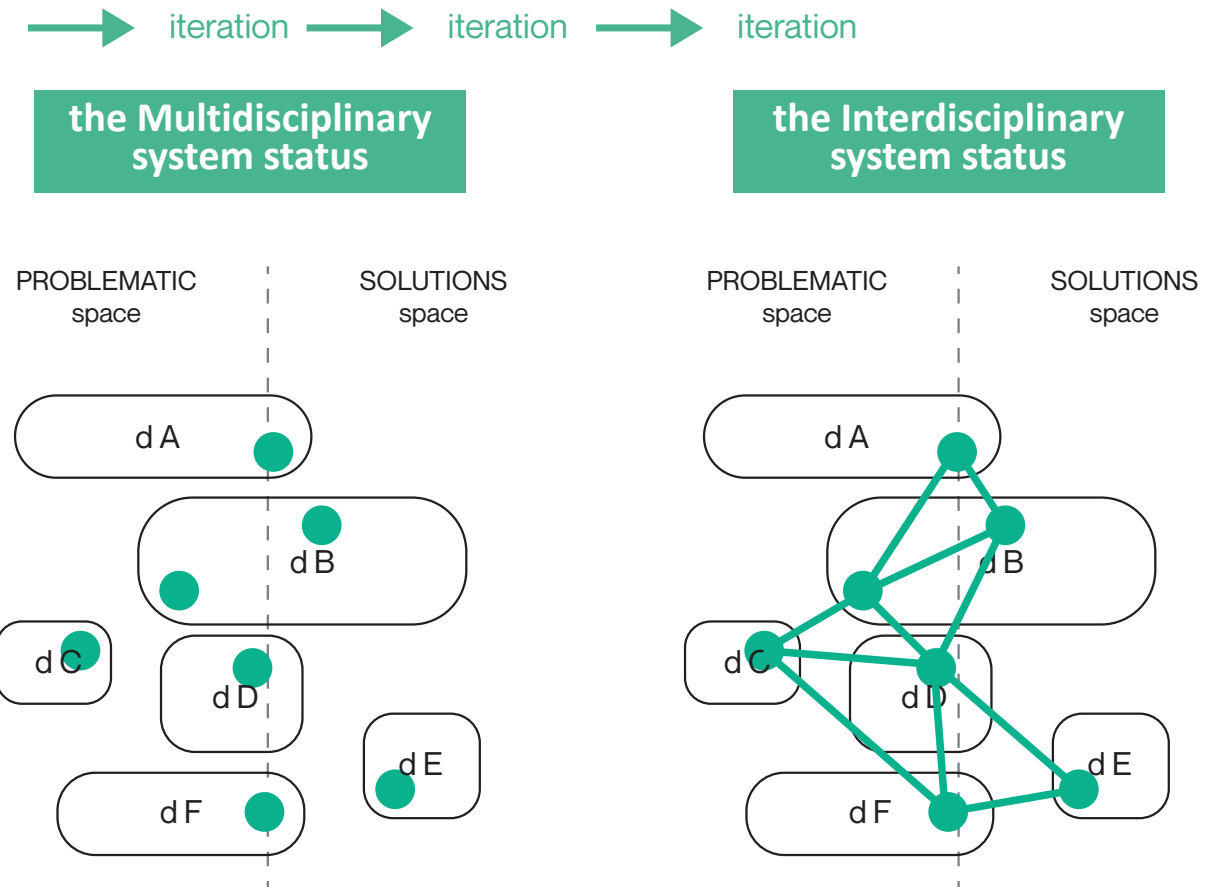 iteration iteration iteration
the Multidisciplinary
system status
the Interdisciplinary
system status
PROBLEMATIC
space
SOLUTIONS
space
PROBLEMATIC
space
SOLUTIONS
space
d A
d B
d C
d D
d E
d F
d A
d B
d C
d D
d E
d F